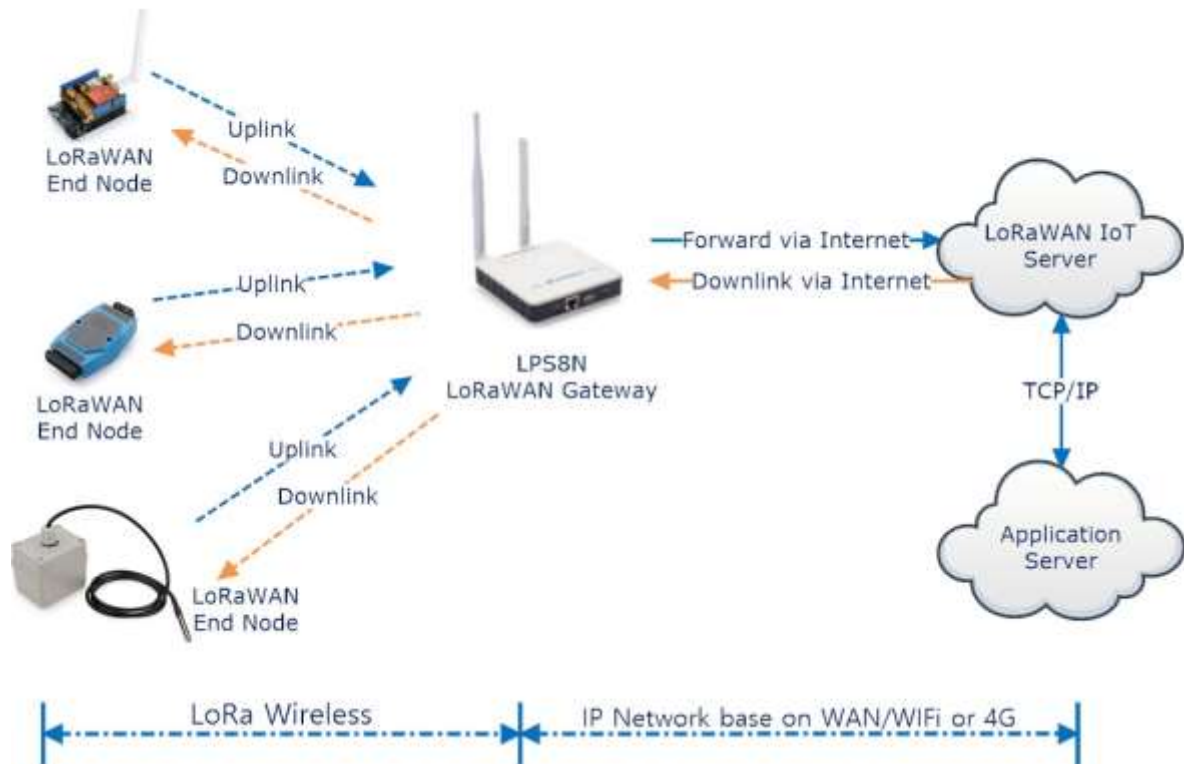 Uplink
Downlink
LoRaWAN
End Node
Uplink
Downlink
LoRaWAN
End Node
Uplink
Downlink
LoRaWAN
End Node
LPS8N
LoRaWAN Gateway
Forward via Internet
Downlink via Internet
LoRaWAN IoT
Server
TCP/IP
Application
Server
LoRa Wireless
IP Network base on WAN/WIFi or 4G